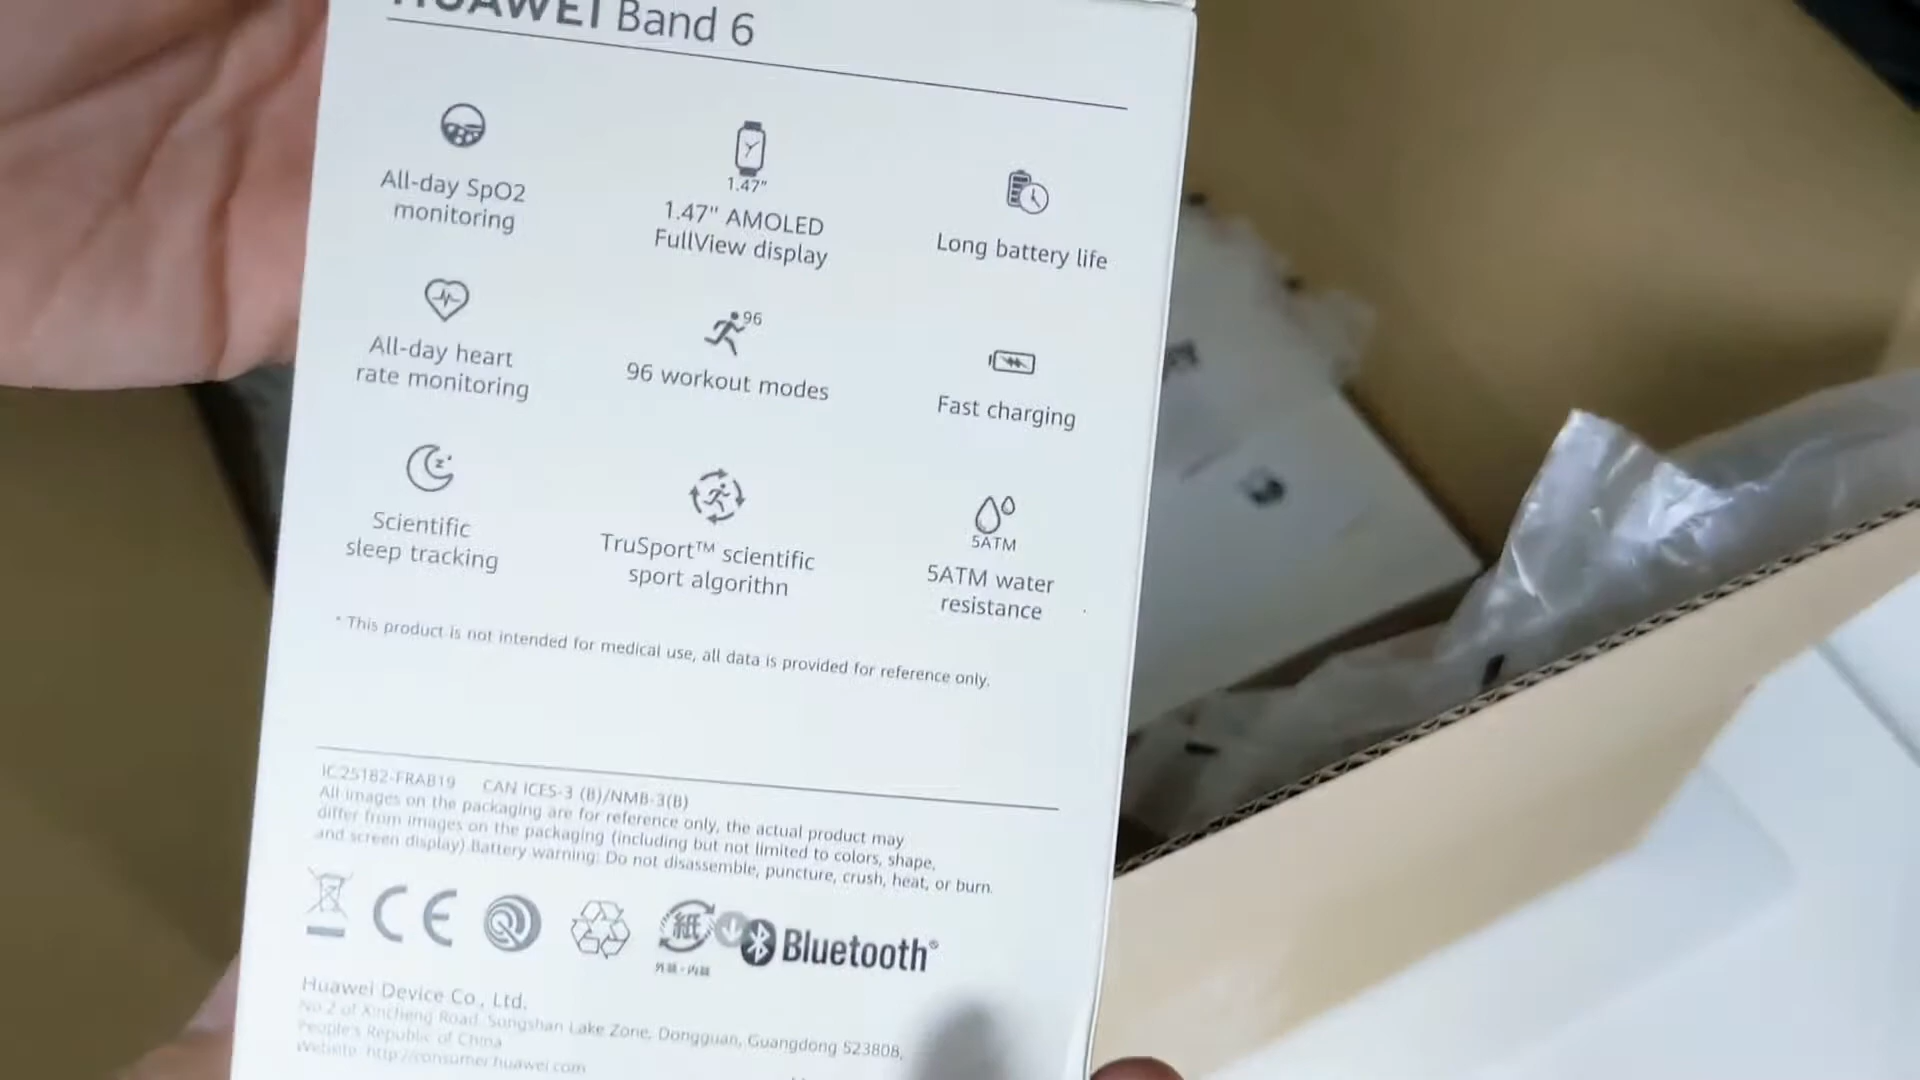 HUAWEI Band 6
All-day SpO2
monitoring
1.47"
1.47" AMOLED
FullView display
Long battery life
All-day heart
rate monitoring
96
96 workout modes
Fast charging
Scientific
sleep tracking
TruSport™ scientific
sport algorithn
5ATM
5ATM water
resistance
* This product is not intended for medical use, all data is provided for reference only.
IC:25182-FRAB19 CAN ICES-3 (B)/NMB-3(B)
All images on the packaging are for reference only, the actual product may
differ from images on the packaging (including but not limited to colors, shape,
and screen display).Battery warning: Do not disassemble, puncture, crush, heat, or burn.
CE
紙
外箱・内箱
Bluetooth®
Huawei Device Co., Ltd.
No.2 of Xincheng Road, Songshan Lake Zone, Dongguan, Guangdong 523808,
People's Republic of China
Website: http://consumer.huawei.com